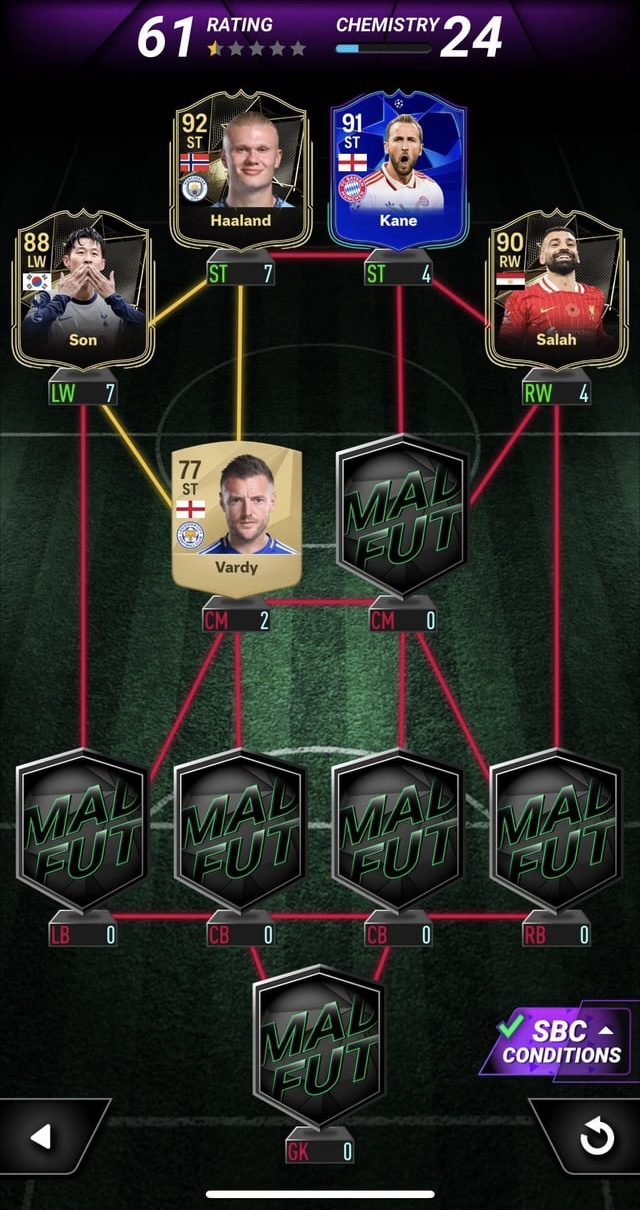 61 RATING
CHEMISTRY 24
92
ST
Haaland
ST 7
91
ST
Kane
ST 4
88
LW
Son
LW 7
90
RW
Salah
RW 4
77
ST
Vardy
CM 2
MAD
FUT
CM 0
MAD
FUT
LB 0
MAD
FUT
CB 0
MAD
FUT
CB 0
MAD
FUT
RB 0
MAD
FUT
GK 0
SBC
CONDITIONS